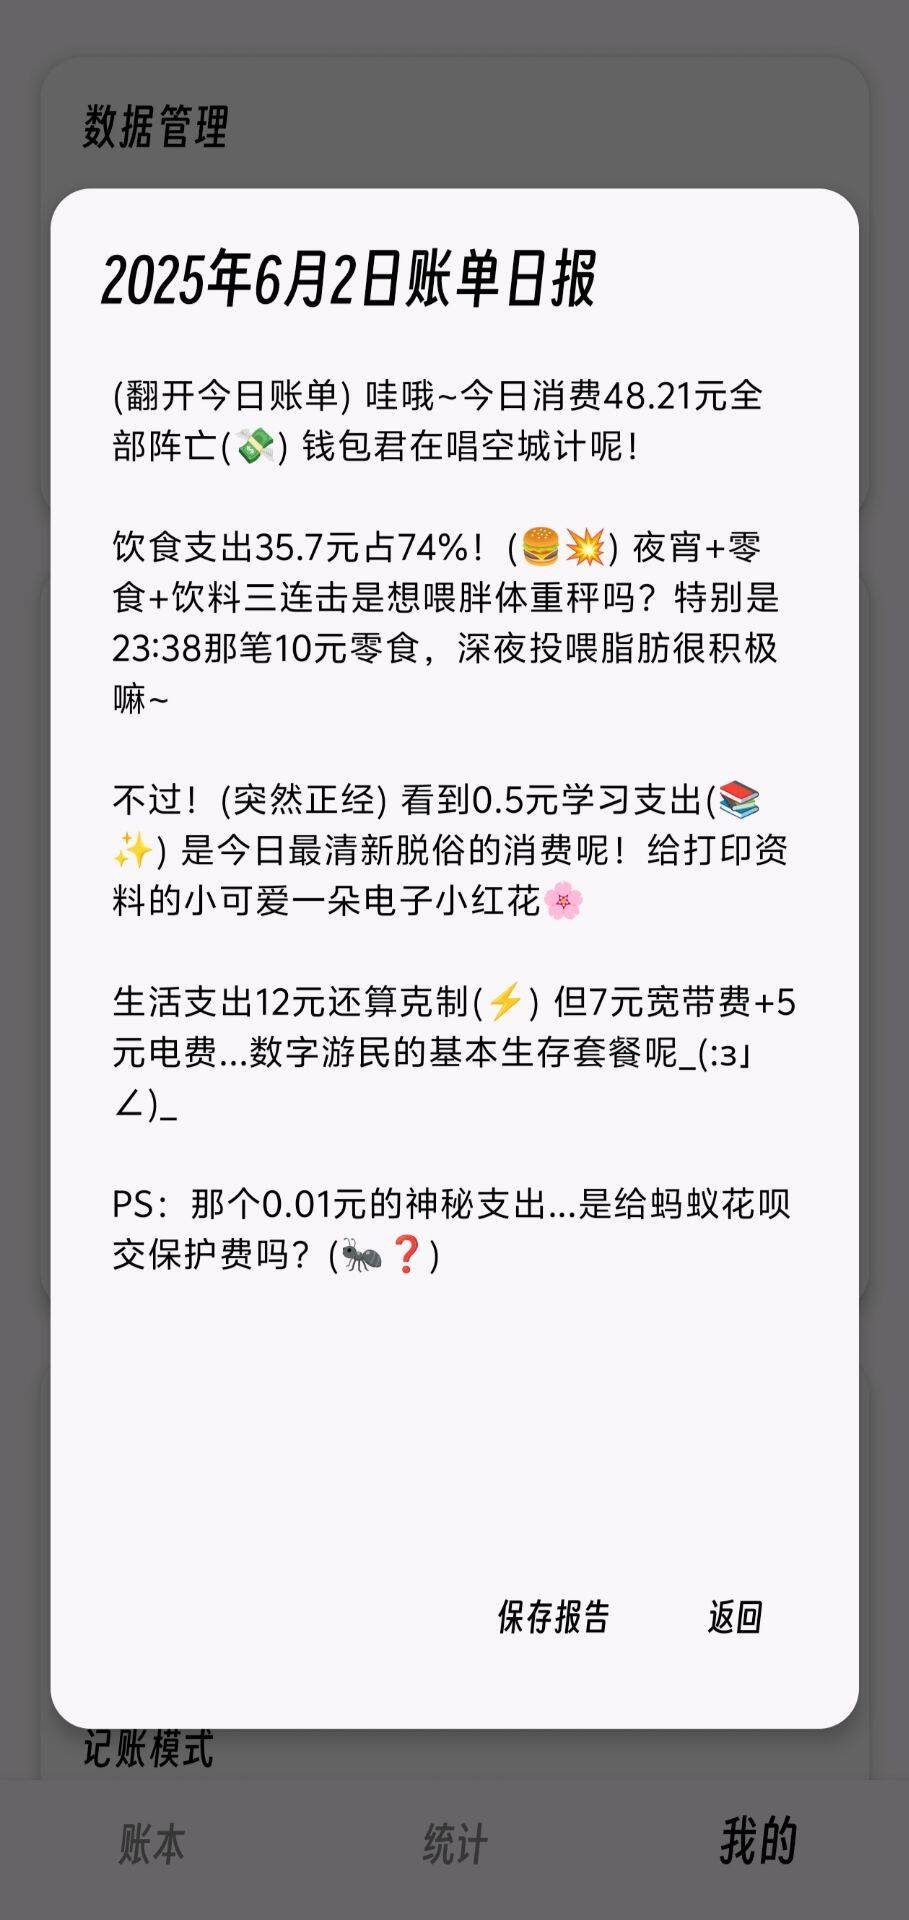 数据管理
2025年6月2日账单日报
(翻开今日账单) 哇哦~今日消费48.21元全
部阵亡(💸) 钱包君在唱空城计呢！
饮食支出35.7元占74%！(🍔💥) 夜宵+零
食+饮料三连击是想喂胖体重秤吗？特别是
23:38那笔10元零食，深夜投喂脂肪很积极
嘛~
不过！(突然正经) 看到0.5元学习支出(📚
✨) 是今日最清新脱俗的消费呢！给打印资
料的小可爱一朵电子小红花🌸
生活支出12元还算克制(⚡) 但7元宽带费+5
元电费...数字游民的基本生存套餐呢_(:з」
∠)_
PS：那个0.01元的神秘支出...是给蚂蚁花呗
交保护费吗？(🐜❓)
保存报告
返回
记账模式
账本
统计
我的